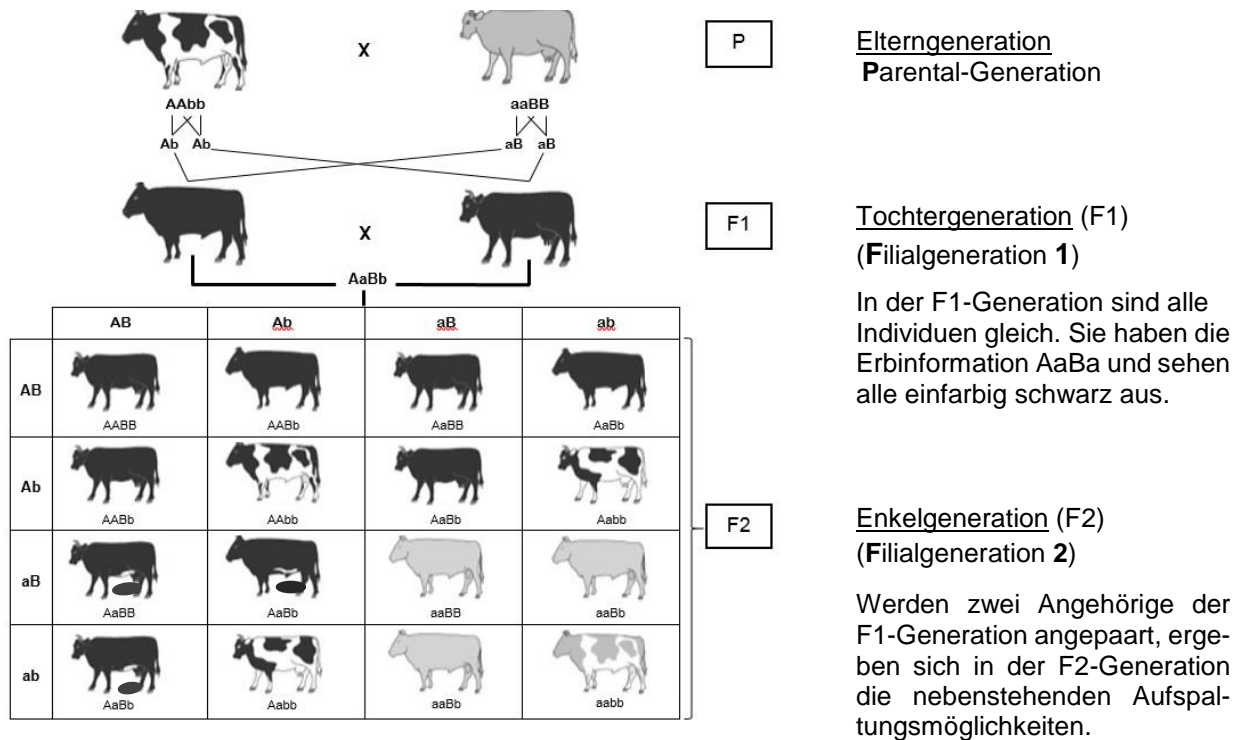 X
P
Elterngeneration
Parental-Generation
AAbb
aaBB
Ab Ab
aB aB
X
F1
Tochtergeneration (F1)
(Filialgeneration 1)
AaBb
In der F1-Generation sind alle
Individuen gleich. Sie haben die
Erbinformation AaBa und sehen
alle einfarbig schwarz aus.
AB Ab aB ab
AB
AABB AABb AaBB AaBb
Ab
AABb AAbb AaBb Aabb
F2
Enkelgeneration (F2)
(Filialgeneration 2)
aB
AaBB AaBb aaBB aaBb
Werden zwei Angehörige der
F1-Generation angepaart, erge-
ben sich in der F2-Generation
die nebenstehenden Aufspal-
tungsmöglichkeiten.
ab
AaBb Aabb aaBb aabb